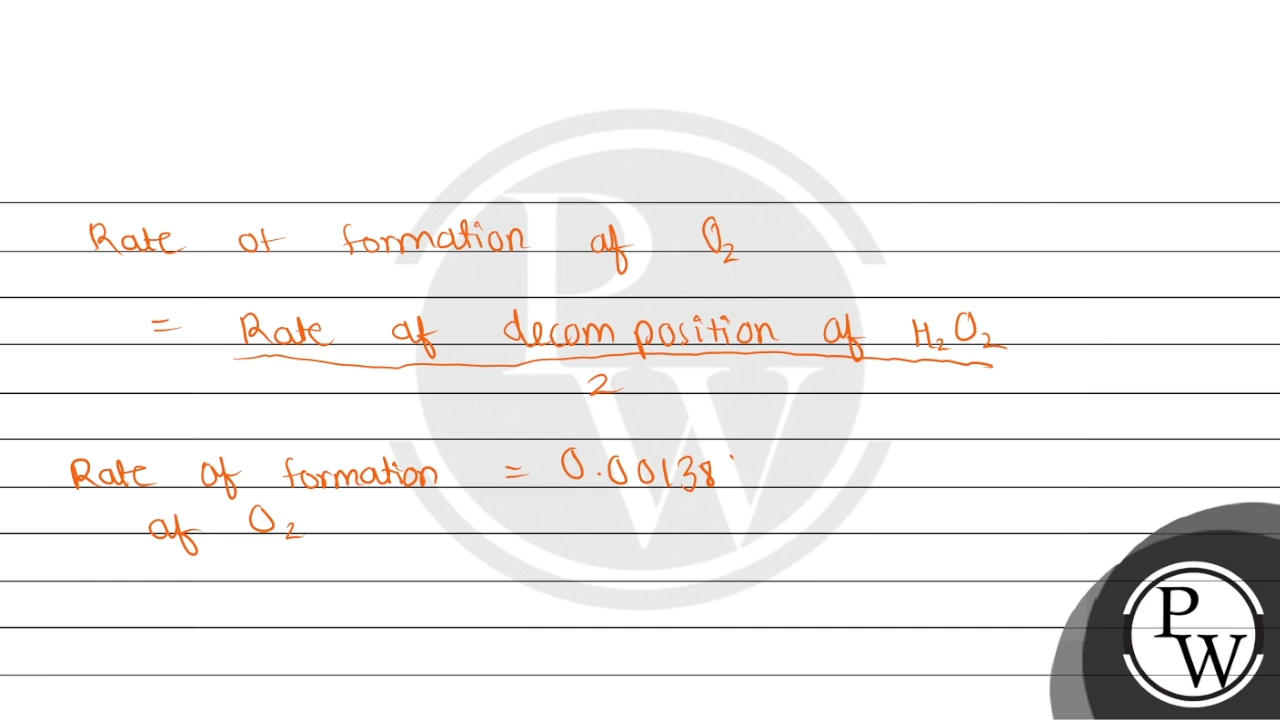 Rate of formation of O₂
= Rate of decomposition of H₂O₂
2
Rate of formation = 0.00138
of O₂
PW
PW